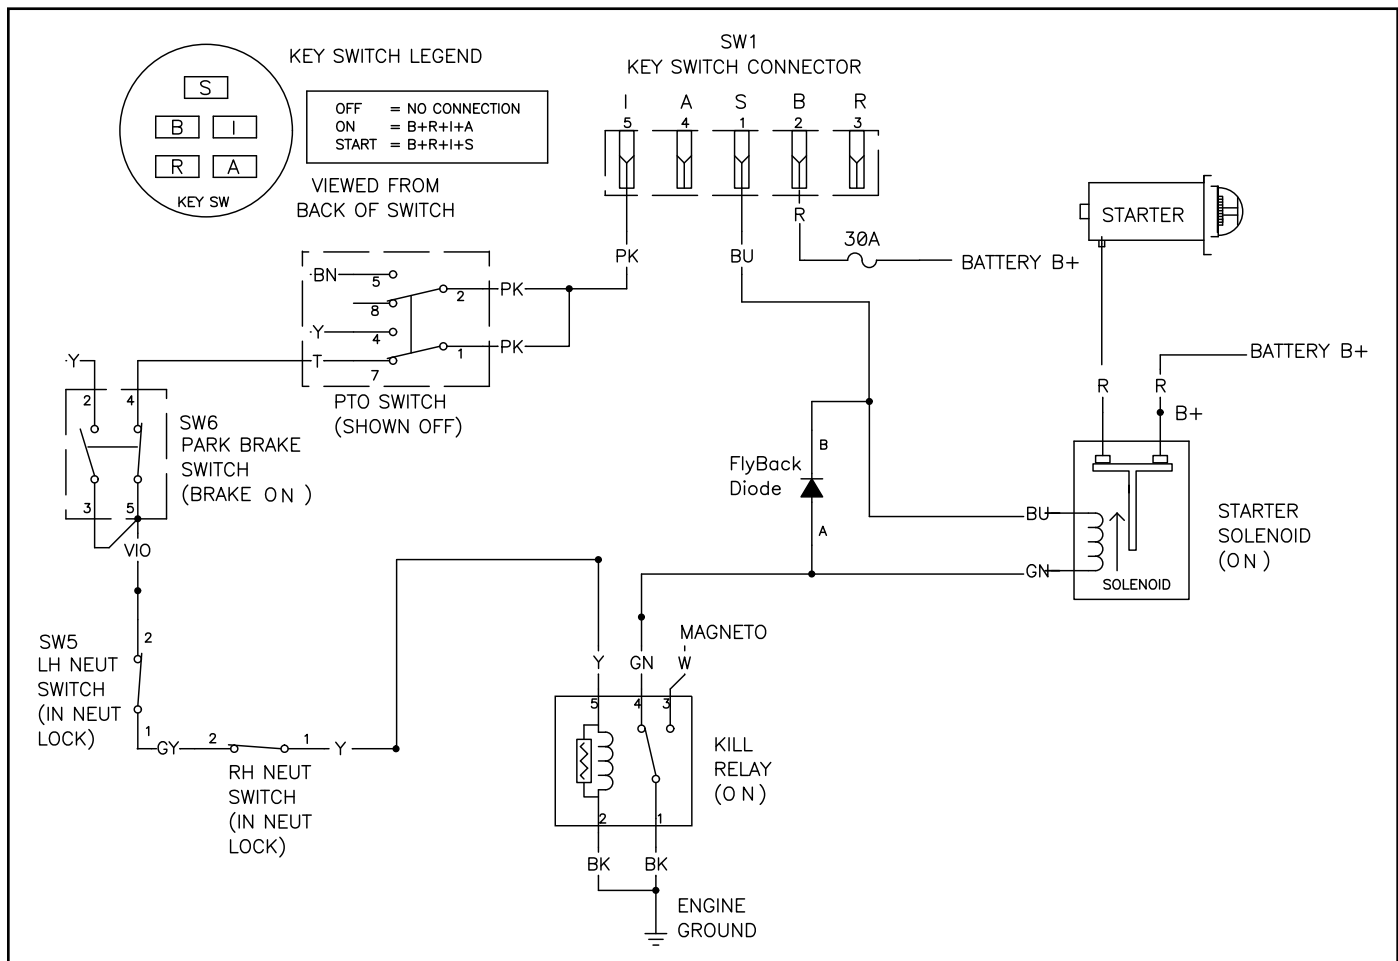 KEY SWITCH LEGEND
S
B I
R A
KEY SW
OFF = NO CONNECTION
ON = B+R+I+A
START = B+R+I+S
VIEWED FROM
BACK OF SWITCH
SW1
KEY SWITCH CONNECTOR
I A S B R
5 4 1 2 3
R
PK
BU
30A
BATTERY B+
STARTER
BN
5
2
PK
8
Y
4
1
PK
T
7
PTO SWITCH
(SHOWN OFF)
Y
2 4
SW6
PARK BRAKE
SWITCH
(BRAKE ON)
3 5
VIO
BATTERY B+
R R
B+
FlyBack
Diode
B
A
BU
GN
SOLENOID
STARTER
SOLENOID
(ON)
2
SW5
LH NEUT
SWITCH
(IN NEUT
LOCK)
1
GY
2 1
Y
RH NEUT
SWITCH
(IN NEUT
LOCK)
MAGNETO
Y GN W
5 4 3
KILL
RELAY
(ON)
2 1
BK BK
ENGINE
GROUND